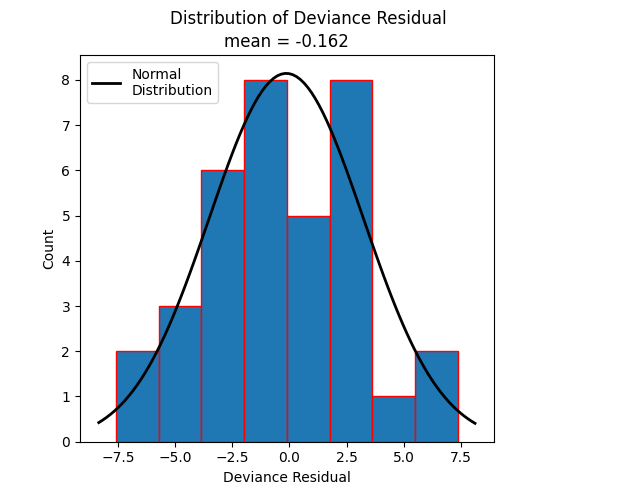 Distribution of Deviance Residual
mean = -0.162
Normal
Distribution
8
7
6
5
4
3
2
1
0
Count
−7.5 −5.0 −2.5 0.0 2.5 5.0 7.5
Deviance Residual